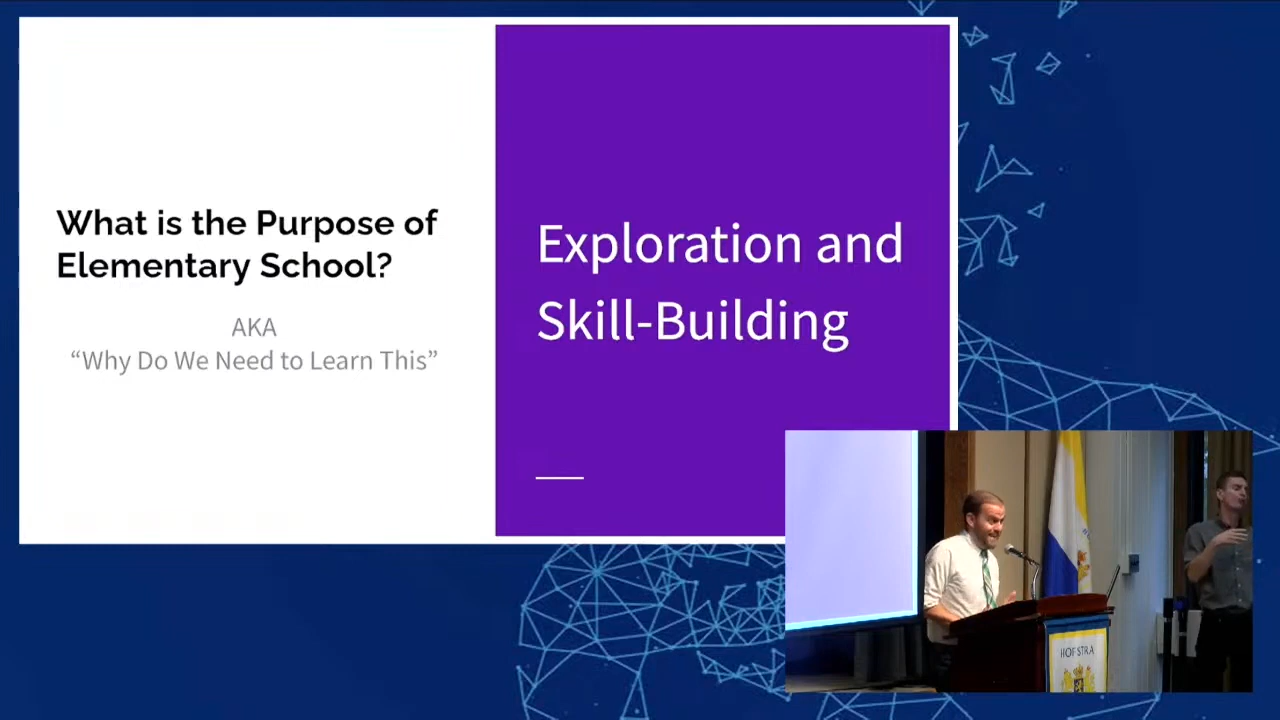 What is the Purpose of
Elementary School?
AKA
“Why Do We Need to Learn This”
Exploration and
Skill-Building
HOFSTRA